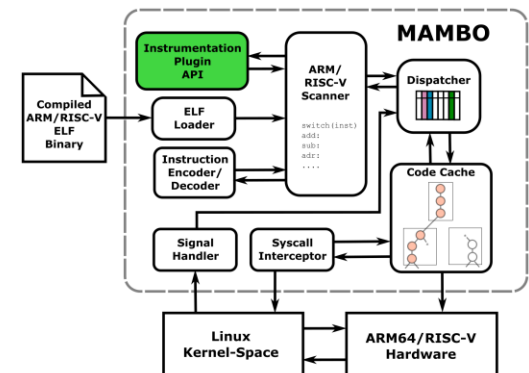 MAMBO
Instrumentation
Plugin
API
ARM/
RISC-V
Scanner
switch(inst)
add:
sub:
adr:
....
Dispatcher
Compiled
ARM/RISC-V
ELF
Binary
ELF
Loader
Instruction
Encoder/
Decoder
Code Cache
Signal
Handler
Syscall
Interceptor
Linux
Kernel-Space
ARM64/RISC-V
Hardware